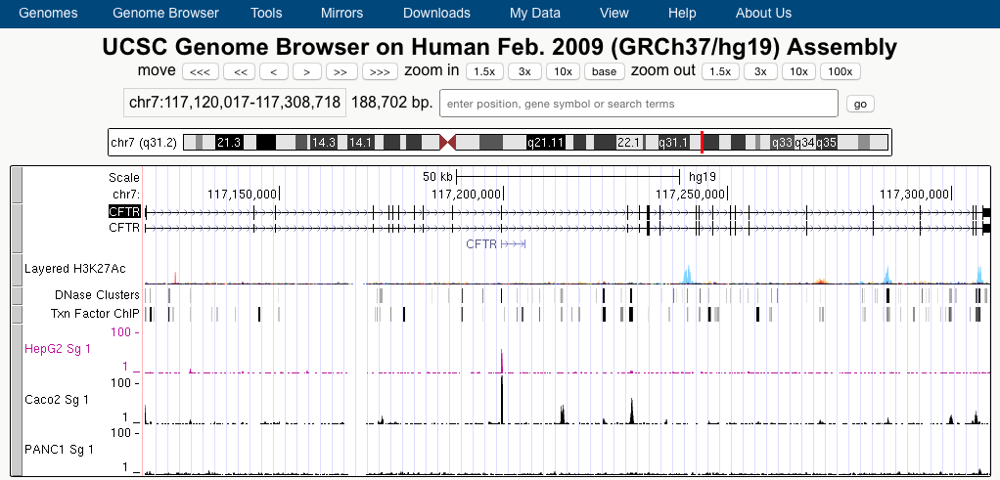 Genomes Genome Browser Tools Mirrors Downloads My Data View Help About Us
UCSC Genome Browser on Human Feb. 2009 (GRCh37/hg19) Assembly
move <<< << < > >> >>> zoom in 1.5x 3x 10x base zoom out 1.5x 3x 10x 100x
chr7:117,120,017-117,308,718 188,702 bp. enter position, gene symbol or search terms go
chr7 (q31.2) 21.3 14.3 14.1 q21.11 22.1 q31.1 q33 q34 q35
Scale 50 kb hg19
chr7: 117,150,000 117,200,000 117,250,000 117,300,000
CFTR
CFTR
CFTR
Layered H3K27Ac
DNase Clusters
Txn Factor ChIP
100 -
HepG2 Sg 1
1 _
100 -
Caco2 Sg 1
1 _
100 -
PANC1 Sg 1
1 _